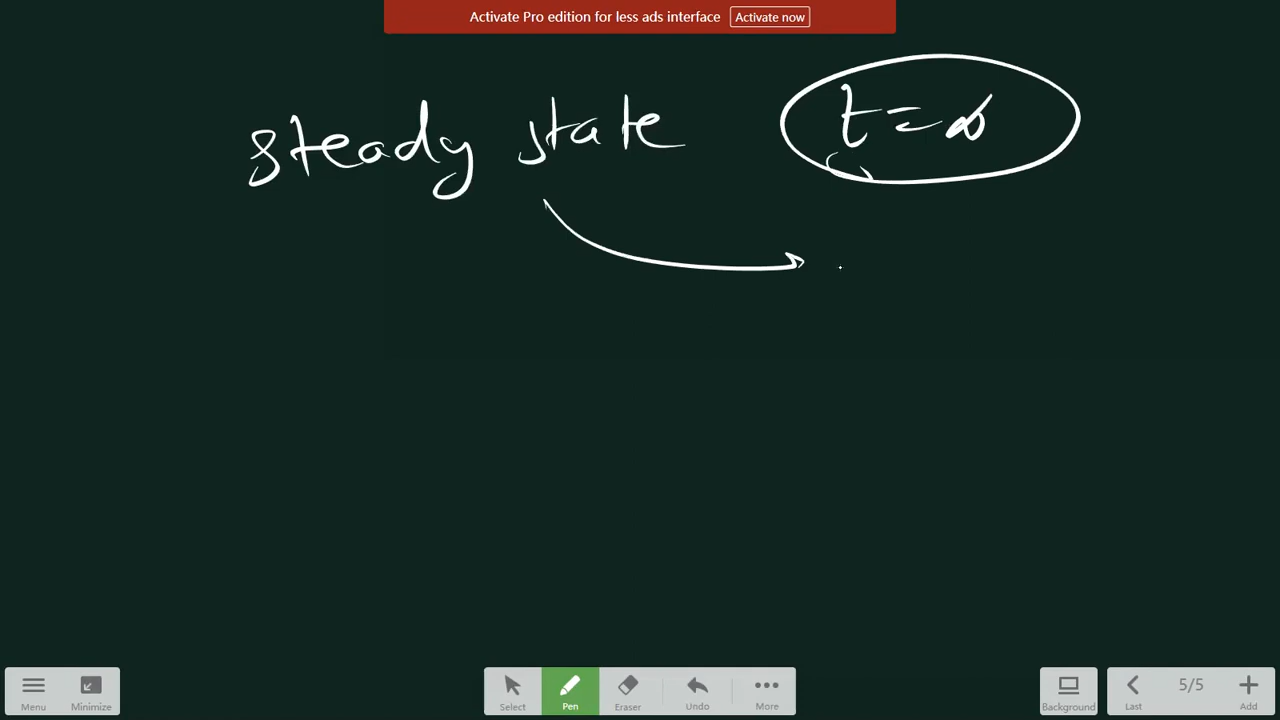 Activate Pro edition for less ads interface Activate now
steady state t=∞
Menu Minimize Select Pen Eraser Undo More Background Last 5/5 Add